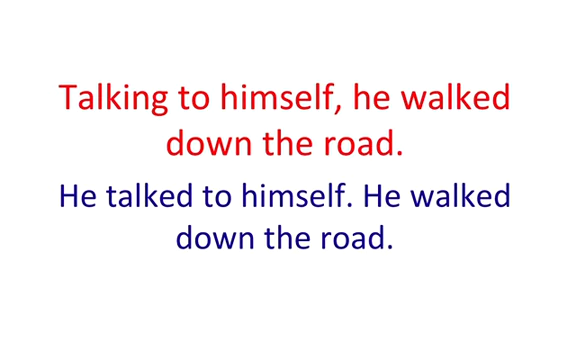 Talking to himself, he walked
down the road.
He talked to himself. He walked
down the road.